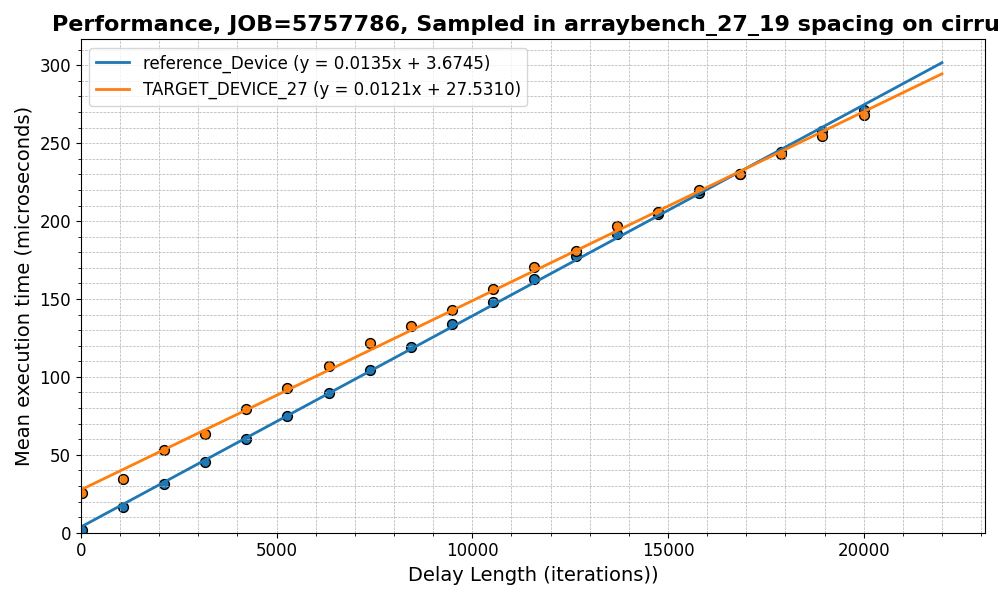 Performance, JOB=5757786, Sampled in arraybench_27_19 spacing on cirru
reference_Device (y = 0.0135x + 3.6745)
TARGET_DEVICE_27 (y = 0.0121x + 27.5310)
Mean execution time (microseconds)
300
250
200
150
100
50
0
0 5000 10000 15000 20000
Delay Length (iterations))